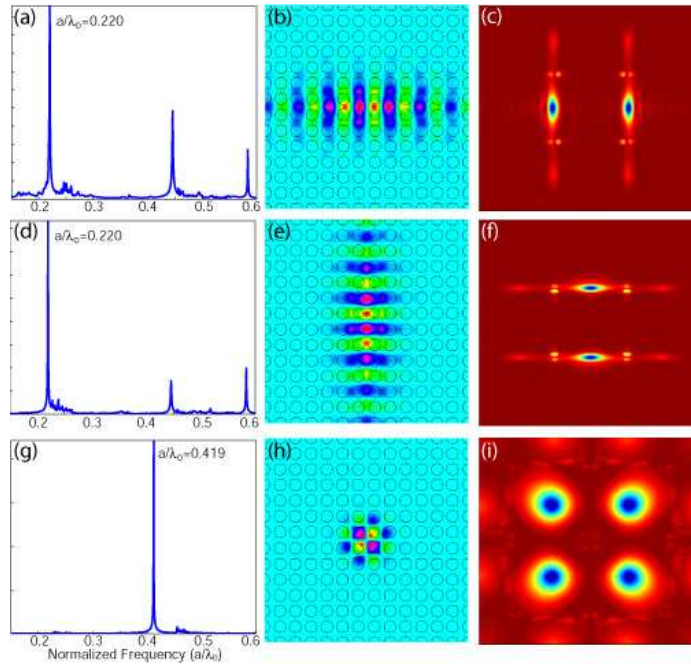 (a) a/λ₀=0.220 (b) (c)
0.2 0.3 0.4 0.5 0.6
(d) a/λ₀=0.220 (e) (f)
0.2 0.3 0.4 0.5 0.6
(g) a/λ₀=0.419 (h) (i)
0.2 0.3 0.4 0.5 0.6
Normalized Frequency (a/λ₀)